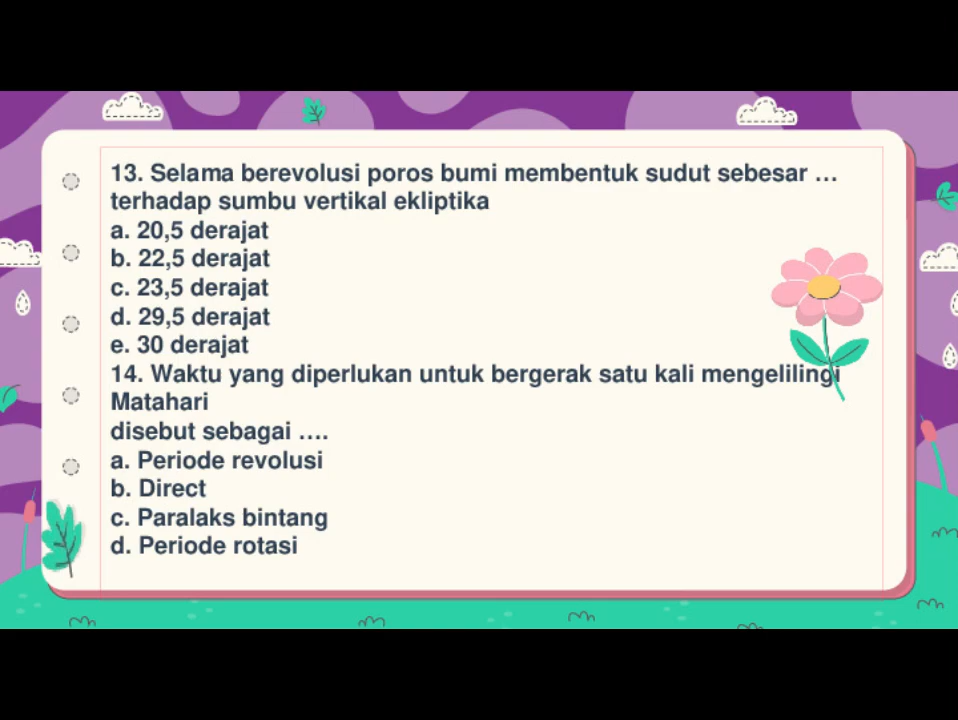 13. Selama berevolusi poros bumi membentuk sudut sebesar …
terhadap sumbu vertikal ekliptika
a. 20,5 derajat
b. 22,5 derajat
c. 23,5 derajat
d. 29,5 derajat
e. 30 derajat
14. Waktu yang diperlukan untuk bergerak satu kali mengelilingi
Matahari
disebut sebagai ….
a. Periode revolusi
b. Direct
c. Paralaks bintang
d. Periode rotasi